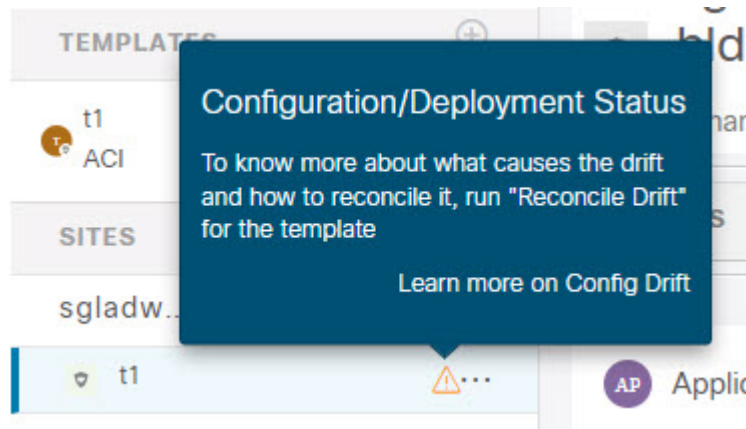 TEMPLATES
t1
ACI
Configuration/Deployment Status
To know more about what causes the drift
and how to reconcile it, run "Reconcile Drift"
for the template
Learn more on Config Drift
SITES
sgladw...
t1
AP